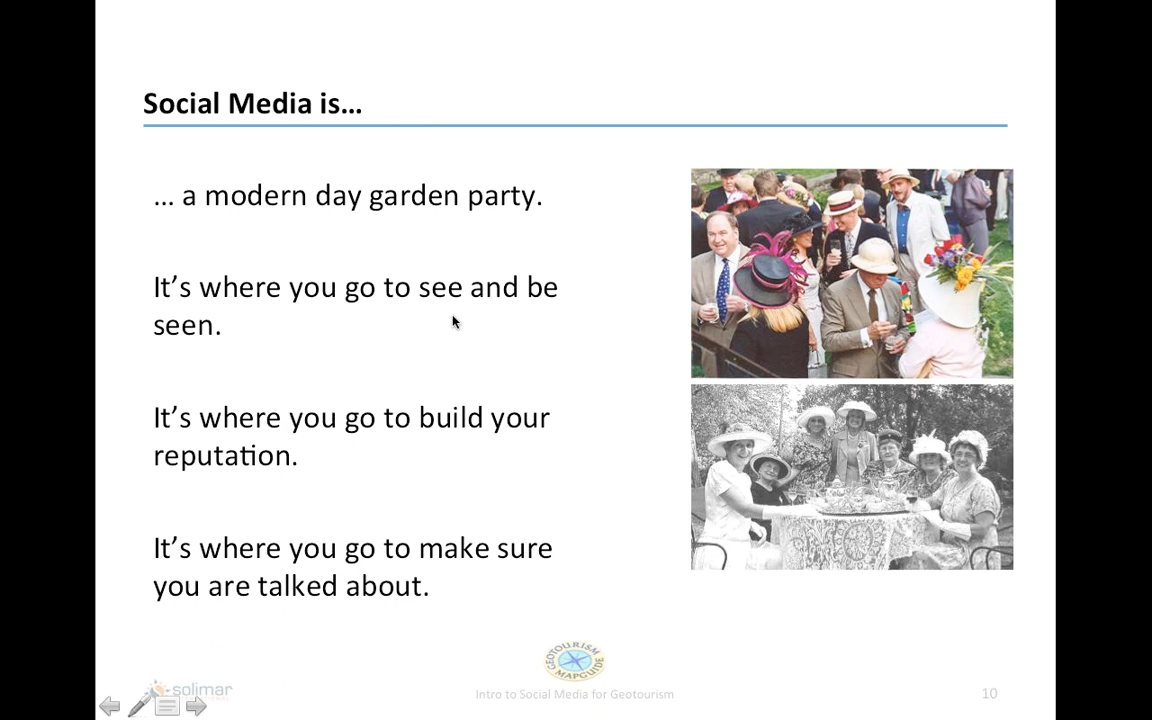 Social Media is...
... a modern day garden party.
It’s where you go to see and be
seen.
It’s where you go to build your
reputation.
It’s where you go to make sure
you are talked about.
GEOTOURISM
MAPGUIDE
solimar
Intro to Social Media for Geotourism
10